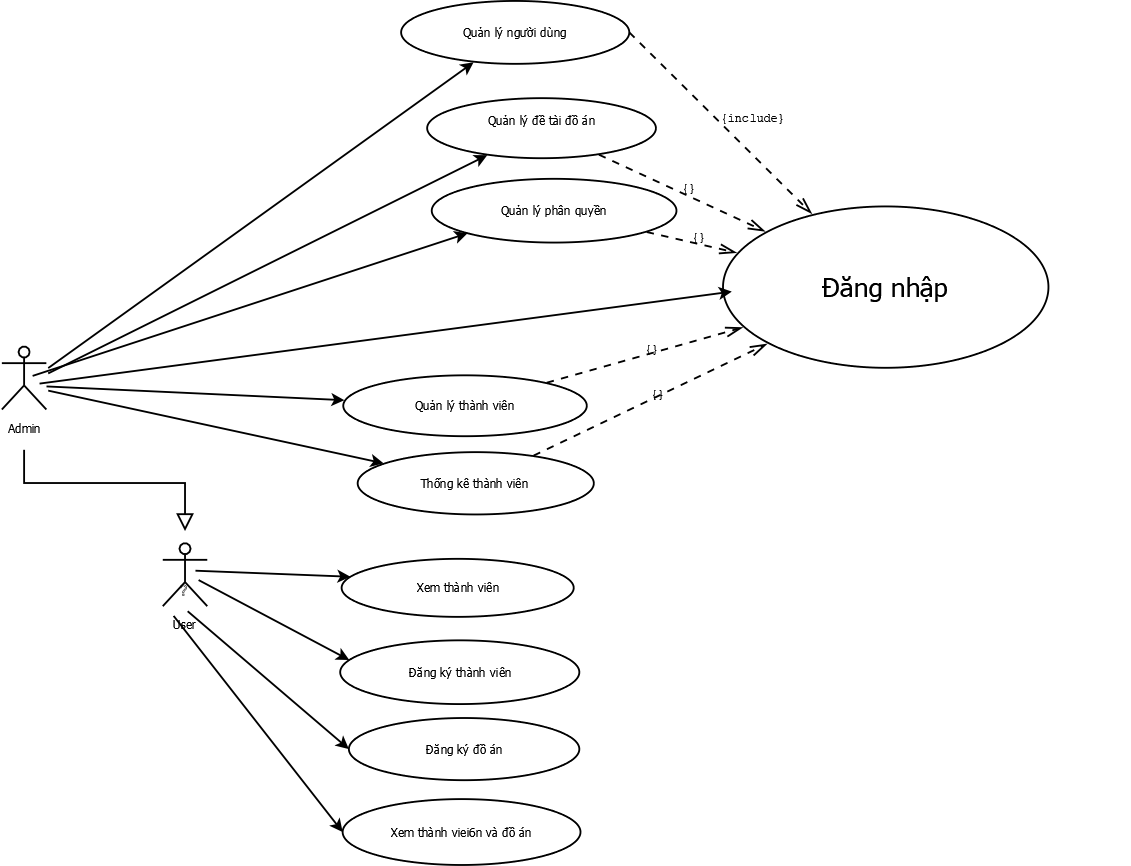 Quản lý người dùng
Quản lý đề tài đồ án
{include}
{}
Quản lý phân quyền
{}
Đăng nhập
{}
Quản lý thành viên
{}
Admin
Thống kê thành viên
Xem thành viên
User
Đăng ký thành viên
Đăng ký đồ án
Xem thành viei6n và đồ án